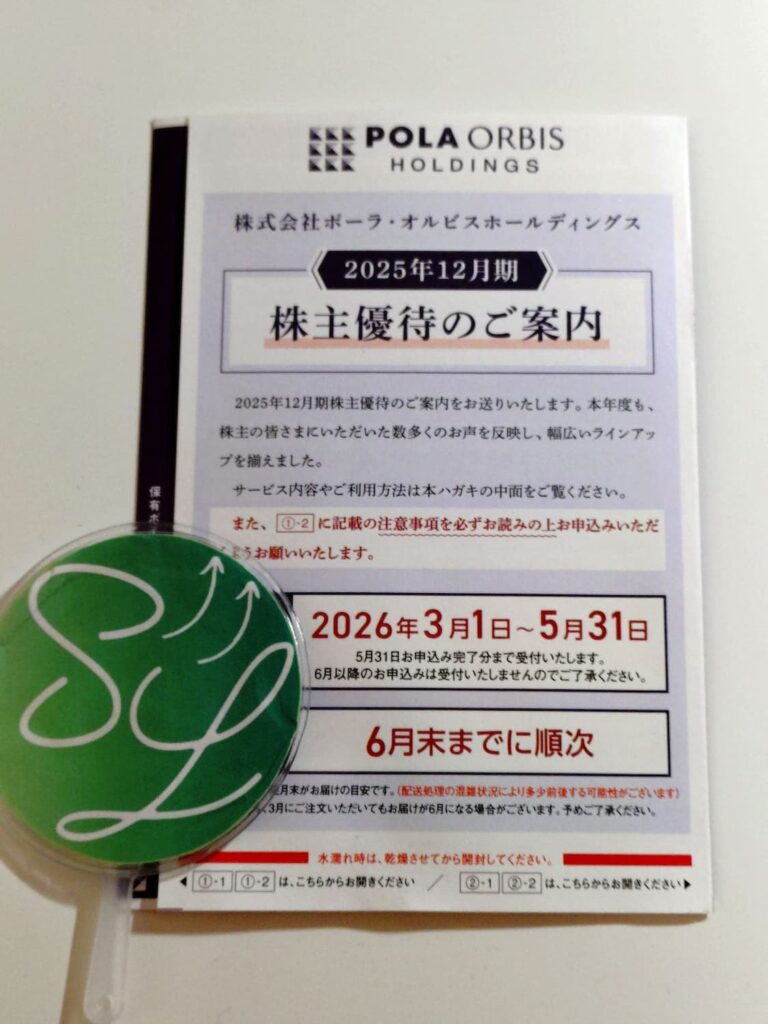 POLA ORBIS
HOLDINGS
株式会社ポーラ・オルビスホールディングス
2025年12月期
株主優待のご案内
2025年12月期株主優待のご案内をお送りいたします。本年度も、
株主の皆さまにいただいた数多くのお声を反映し、幅広いラインアッ
プを揃えました。
サービス内容やご利用方法は本ハガキの中面をご覧ください。
また、①-2に記載の注意事項を必ずお読みの上お申込みいただ
ようお願いいたします。
保有ポ
2026年3月1日～5月31日
5月31日お申込み完了分まで受付いたします。
6月以降のお申込みは受付いたしませんのでご了承ください。
6月末までに順次
月末がお届けの目安です。(配送処理の混雑状況により多少前後する可能性がございます)
、3月にご注文いただいてもお届けが6月になる場合がございます。予めご了承ください。
水濡れ時は、乾燥させてから開封してください。
◀ ①-1 ①-2 は、こちらからお開きください ／ ②-1 ②-2 は、こちらからお開きください▶
SL